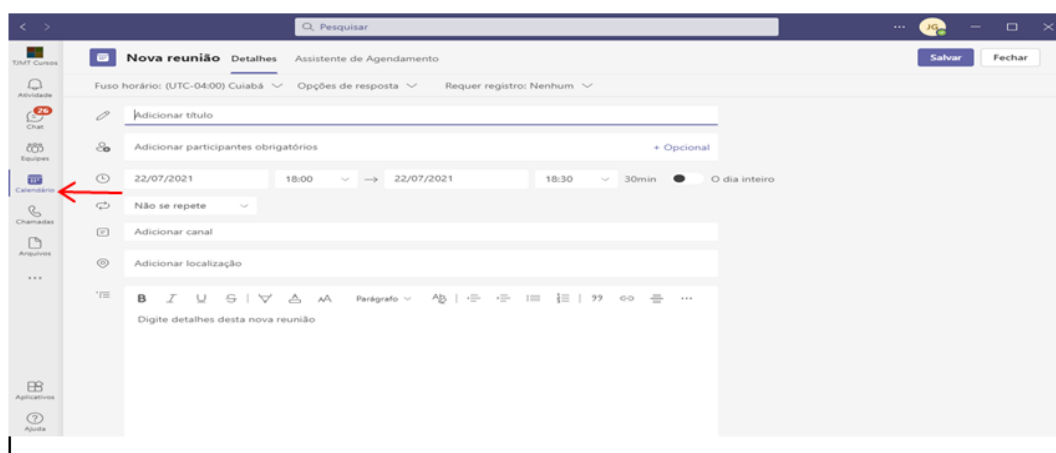 Pesquisar
JG
TJMT Cursos
Atividade
26
Chat
Equipes
Calendário
Chamadas
Arquivos
Aplicativos
Ajuda
Nova reunião Detalhes Assistente de Agendamento Salvar Fechar
Fuso horário: (UTC-04:00) Cuiabá Opções de resposta Requer registro: Nenhum
Adicionar título
Adicionar participantes obrigatórios + Opcional
22/07/2021 18:00 → 22/07/2021 18:30 30min O dia inteiro
Não se repete
Adicionar canal
Adicionar localização
B I U S A AA Parágrafo Ab
Digite detalhes desta nova reunião